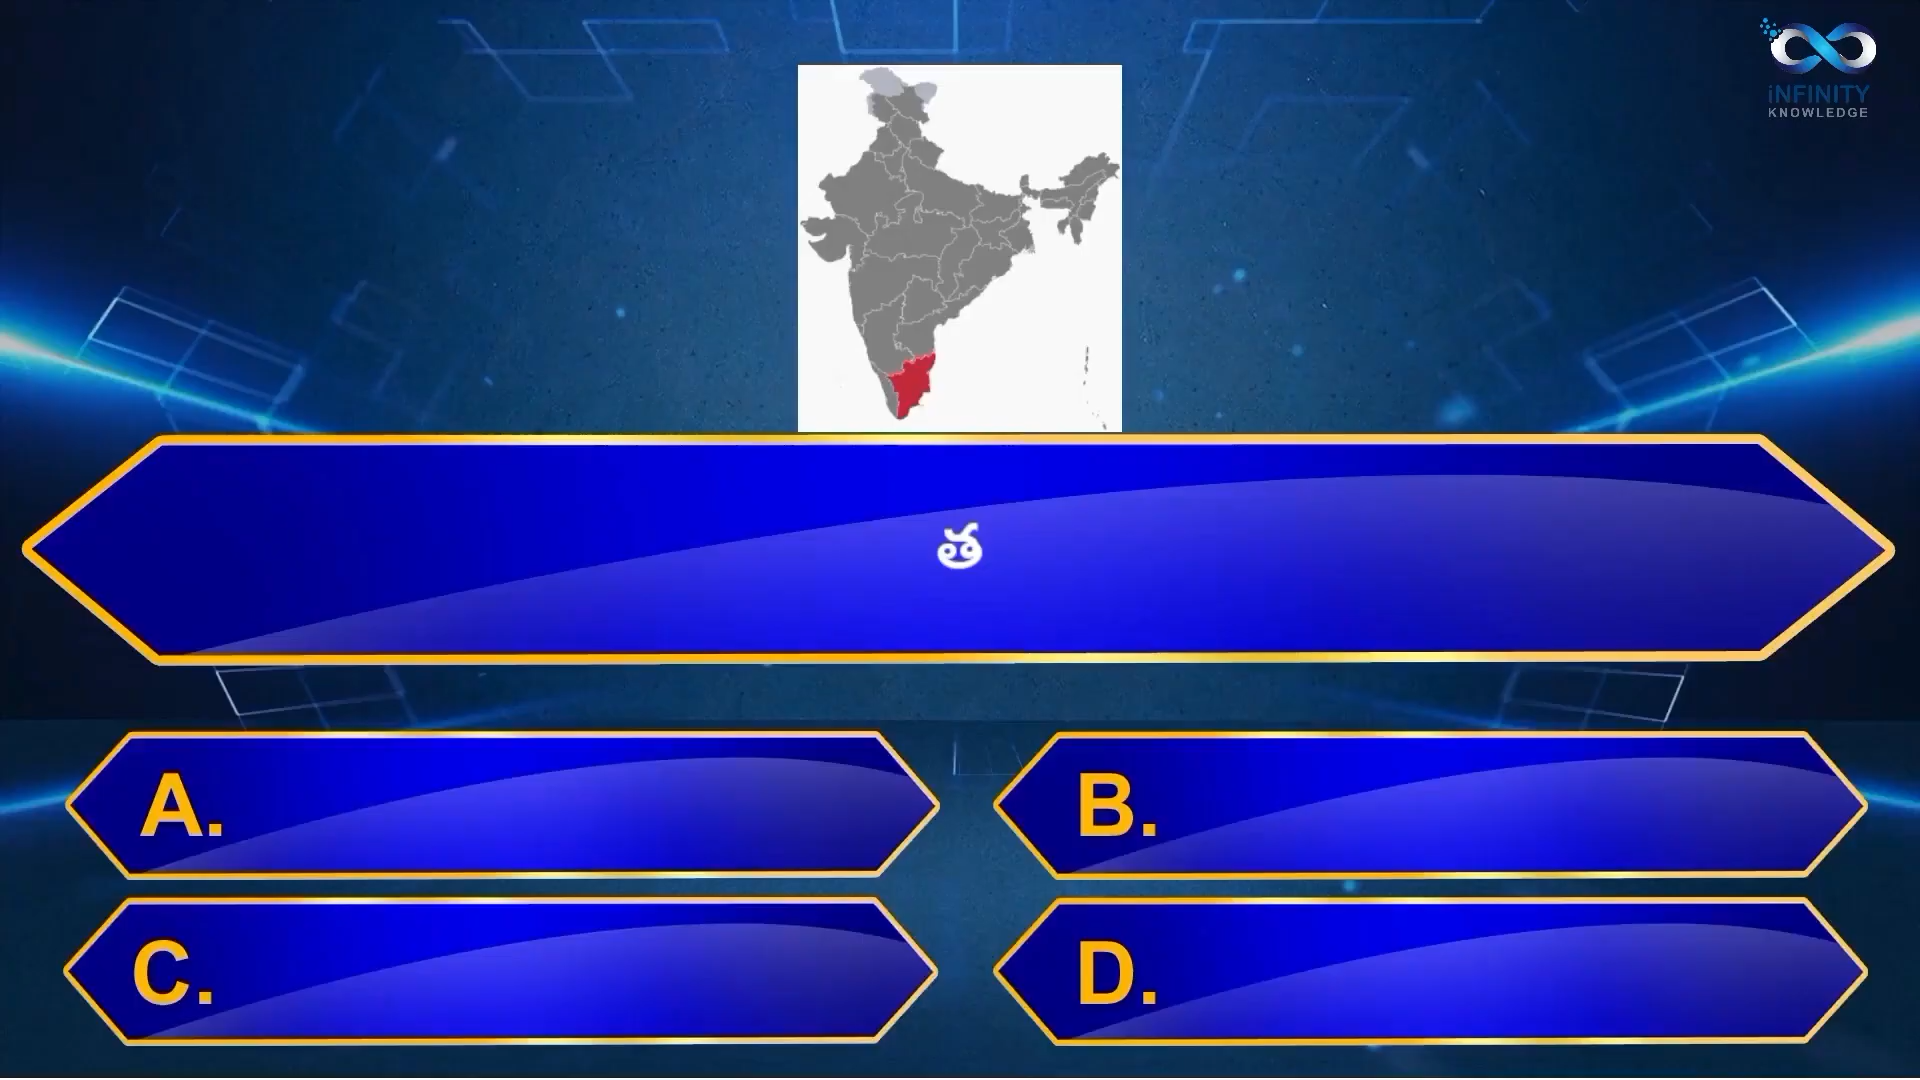 iNFINITY
KNOWLEDGE
త
A.
B.
C.
D.